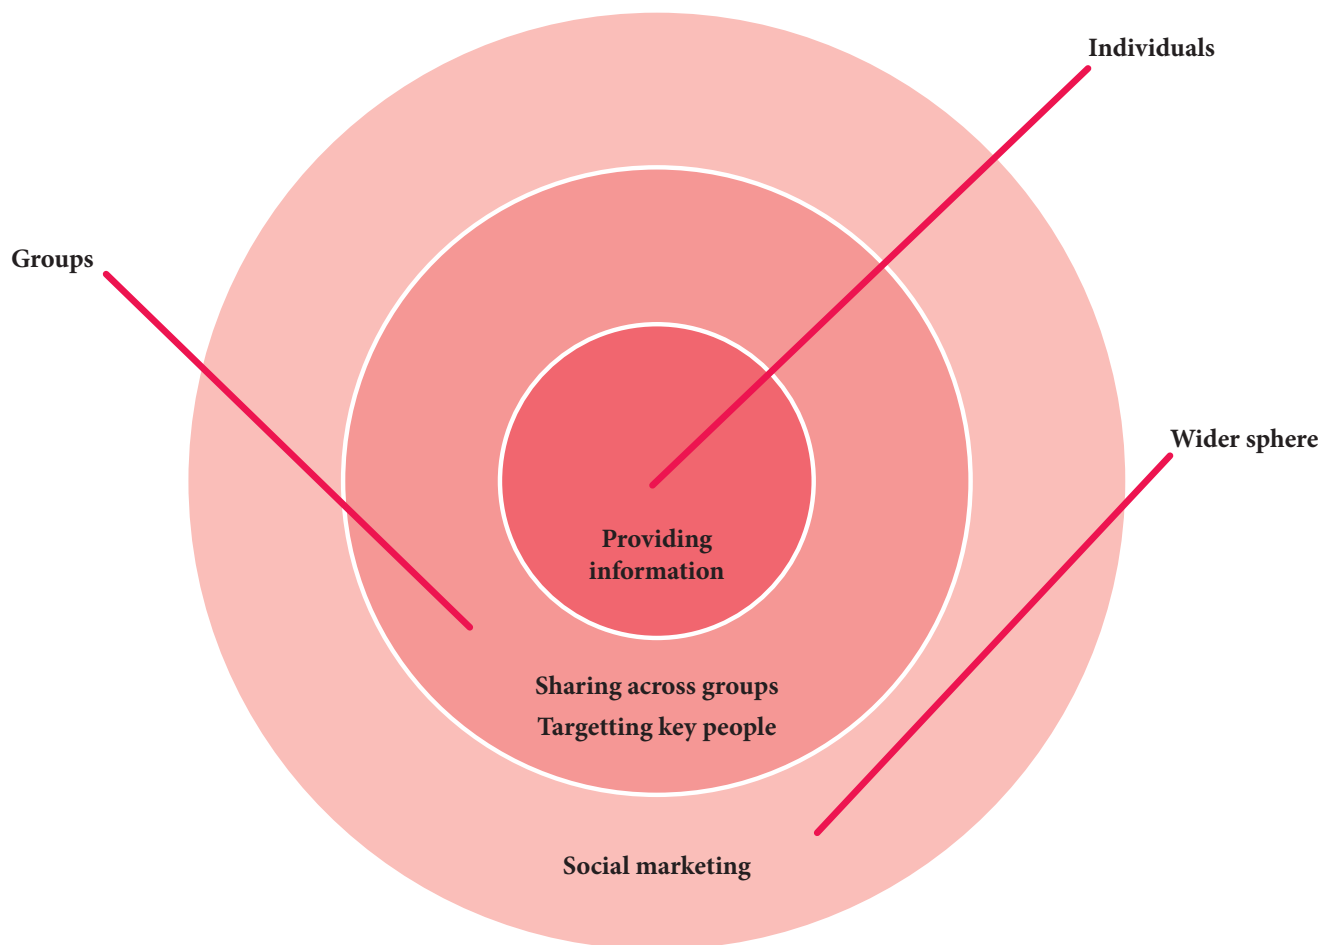 Individuals
Groups
Wider sphere
Providing
information
Sharing across groups
Targetting key people
Social marketing